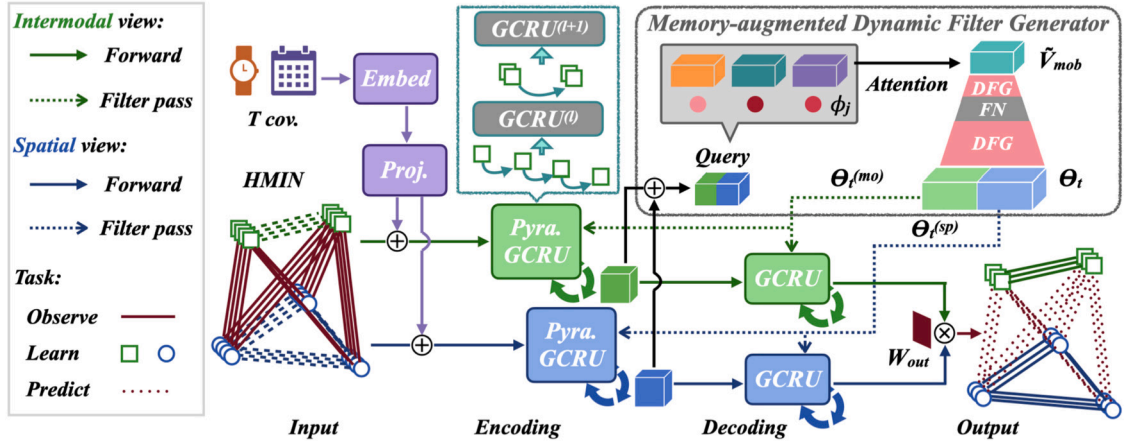 Intermodal view:
Forward
Filter pass
Spatial view:
Forward
Filter pass
Task:
Observe
Learn
Predict
T cov.
Embed
Proj.
HMIN
GCRU(l+1)
GCRU(l)
Pyra.
GCRU
Pyra.
GCRU
Memory-augmented Dynamic Filter Generator
ϕj
Attention
Ṽmob
DFG
FN
DFG
Query
Θt
Θt(mo)
Θt(sp)
GCRU
GCRU
Wout
Input
Encoding
Decoding
Output